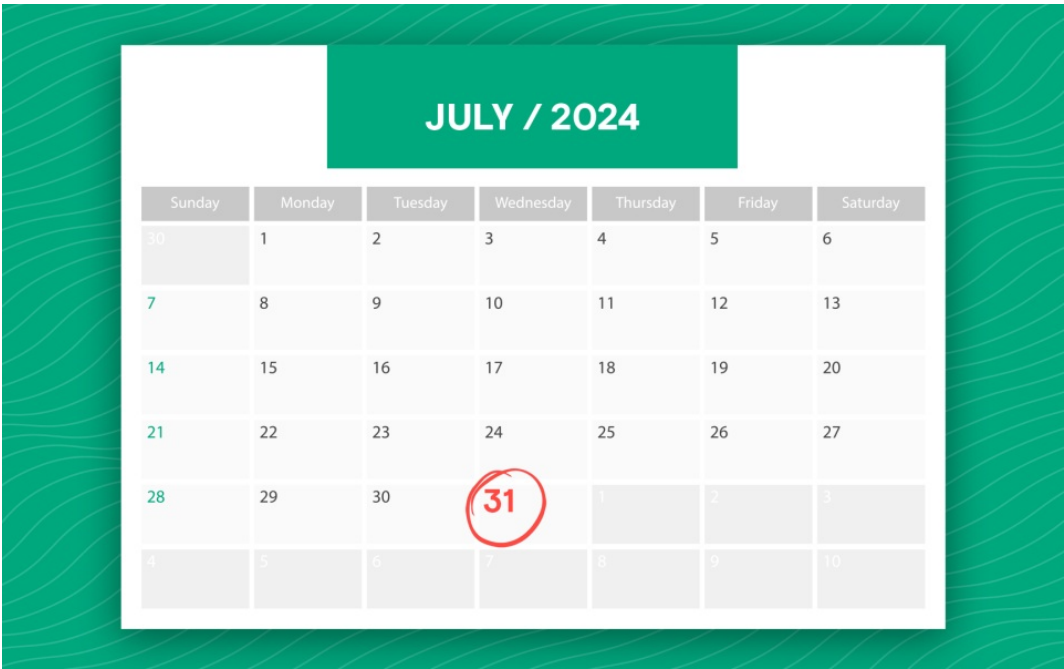 JULY / 2024
Sunday Monday Tuesday Wednesday Thursday Friday Saturday
30 1 2 3 4 5 6
7 8 9 10 11 12 13
14 15 16 17 18 19 20
21 22 23 24 25 26 27
28 29 30 31 1 2 3
4 5 6 7 8 9 10